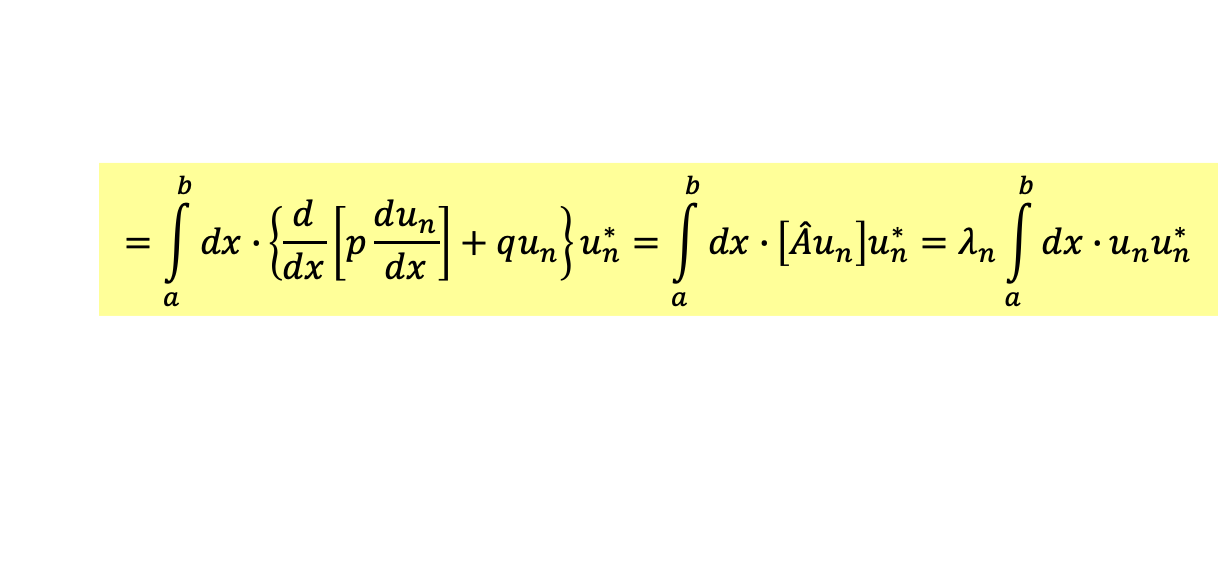 = ∫_a^b dx · {d/dx [p du_n/dx] + qu_n} u_n^* = ∫_a^b dx · [Âu_n]u_n^* = λ_n ∫_a^b dx · u_n u_n^*